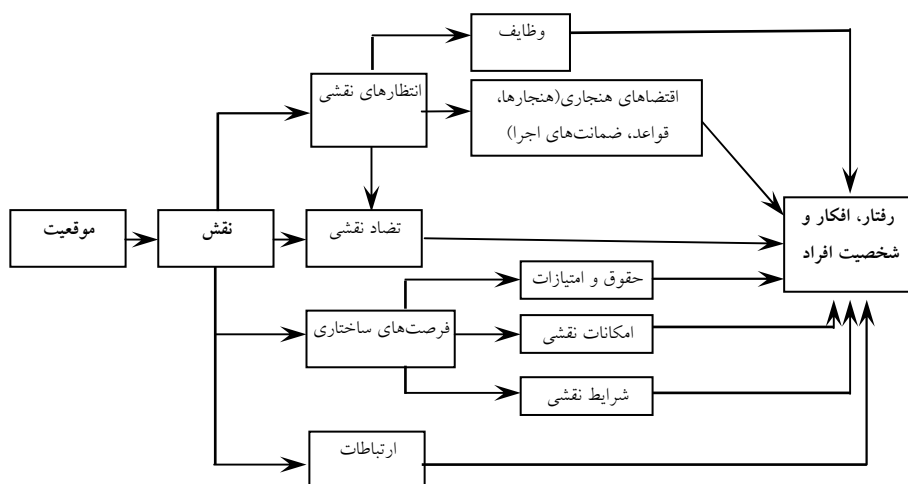 وظایف
انتظارهای نقشی
اقتضاهای هنجاری(هنجارها،
قواعد، ضمانت‌های اجرا)
رفتار، افکار و
شخصیت افراد
موقعیت
نقش
تضاد نقشی
حقوق و امتیازات
فرصت‌های ساختاری
امکانات نقشی
شرایط نقشی
ارتباطات